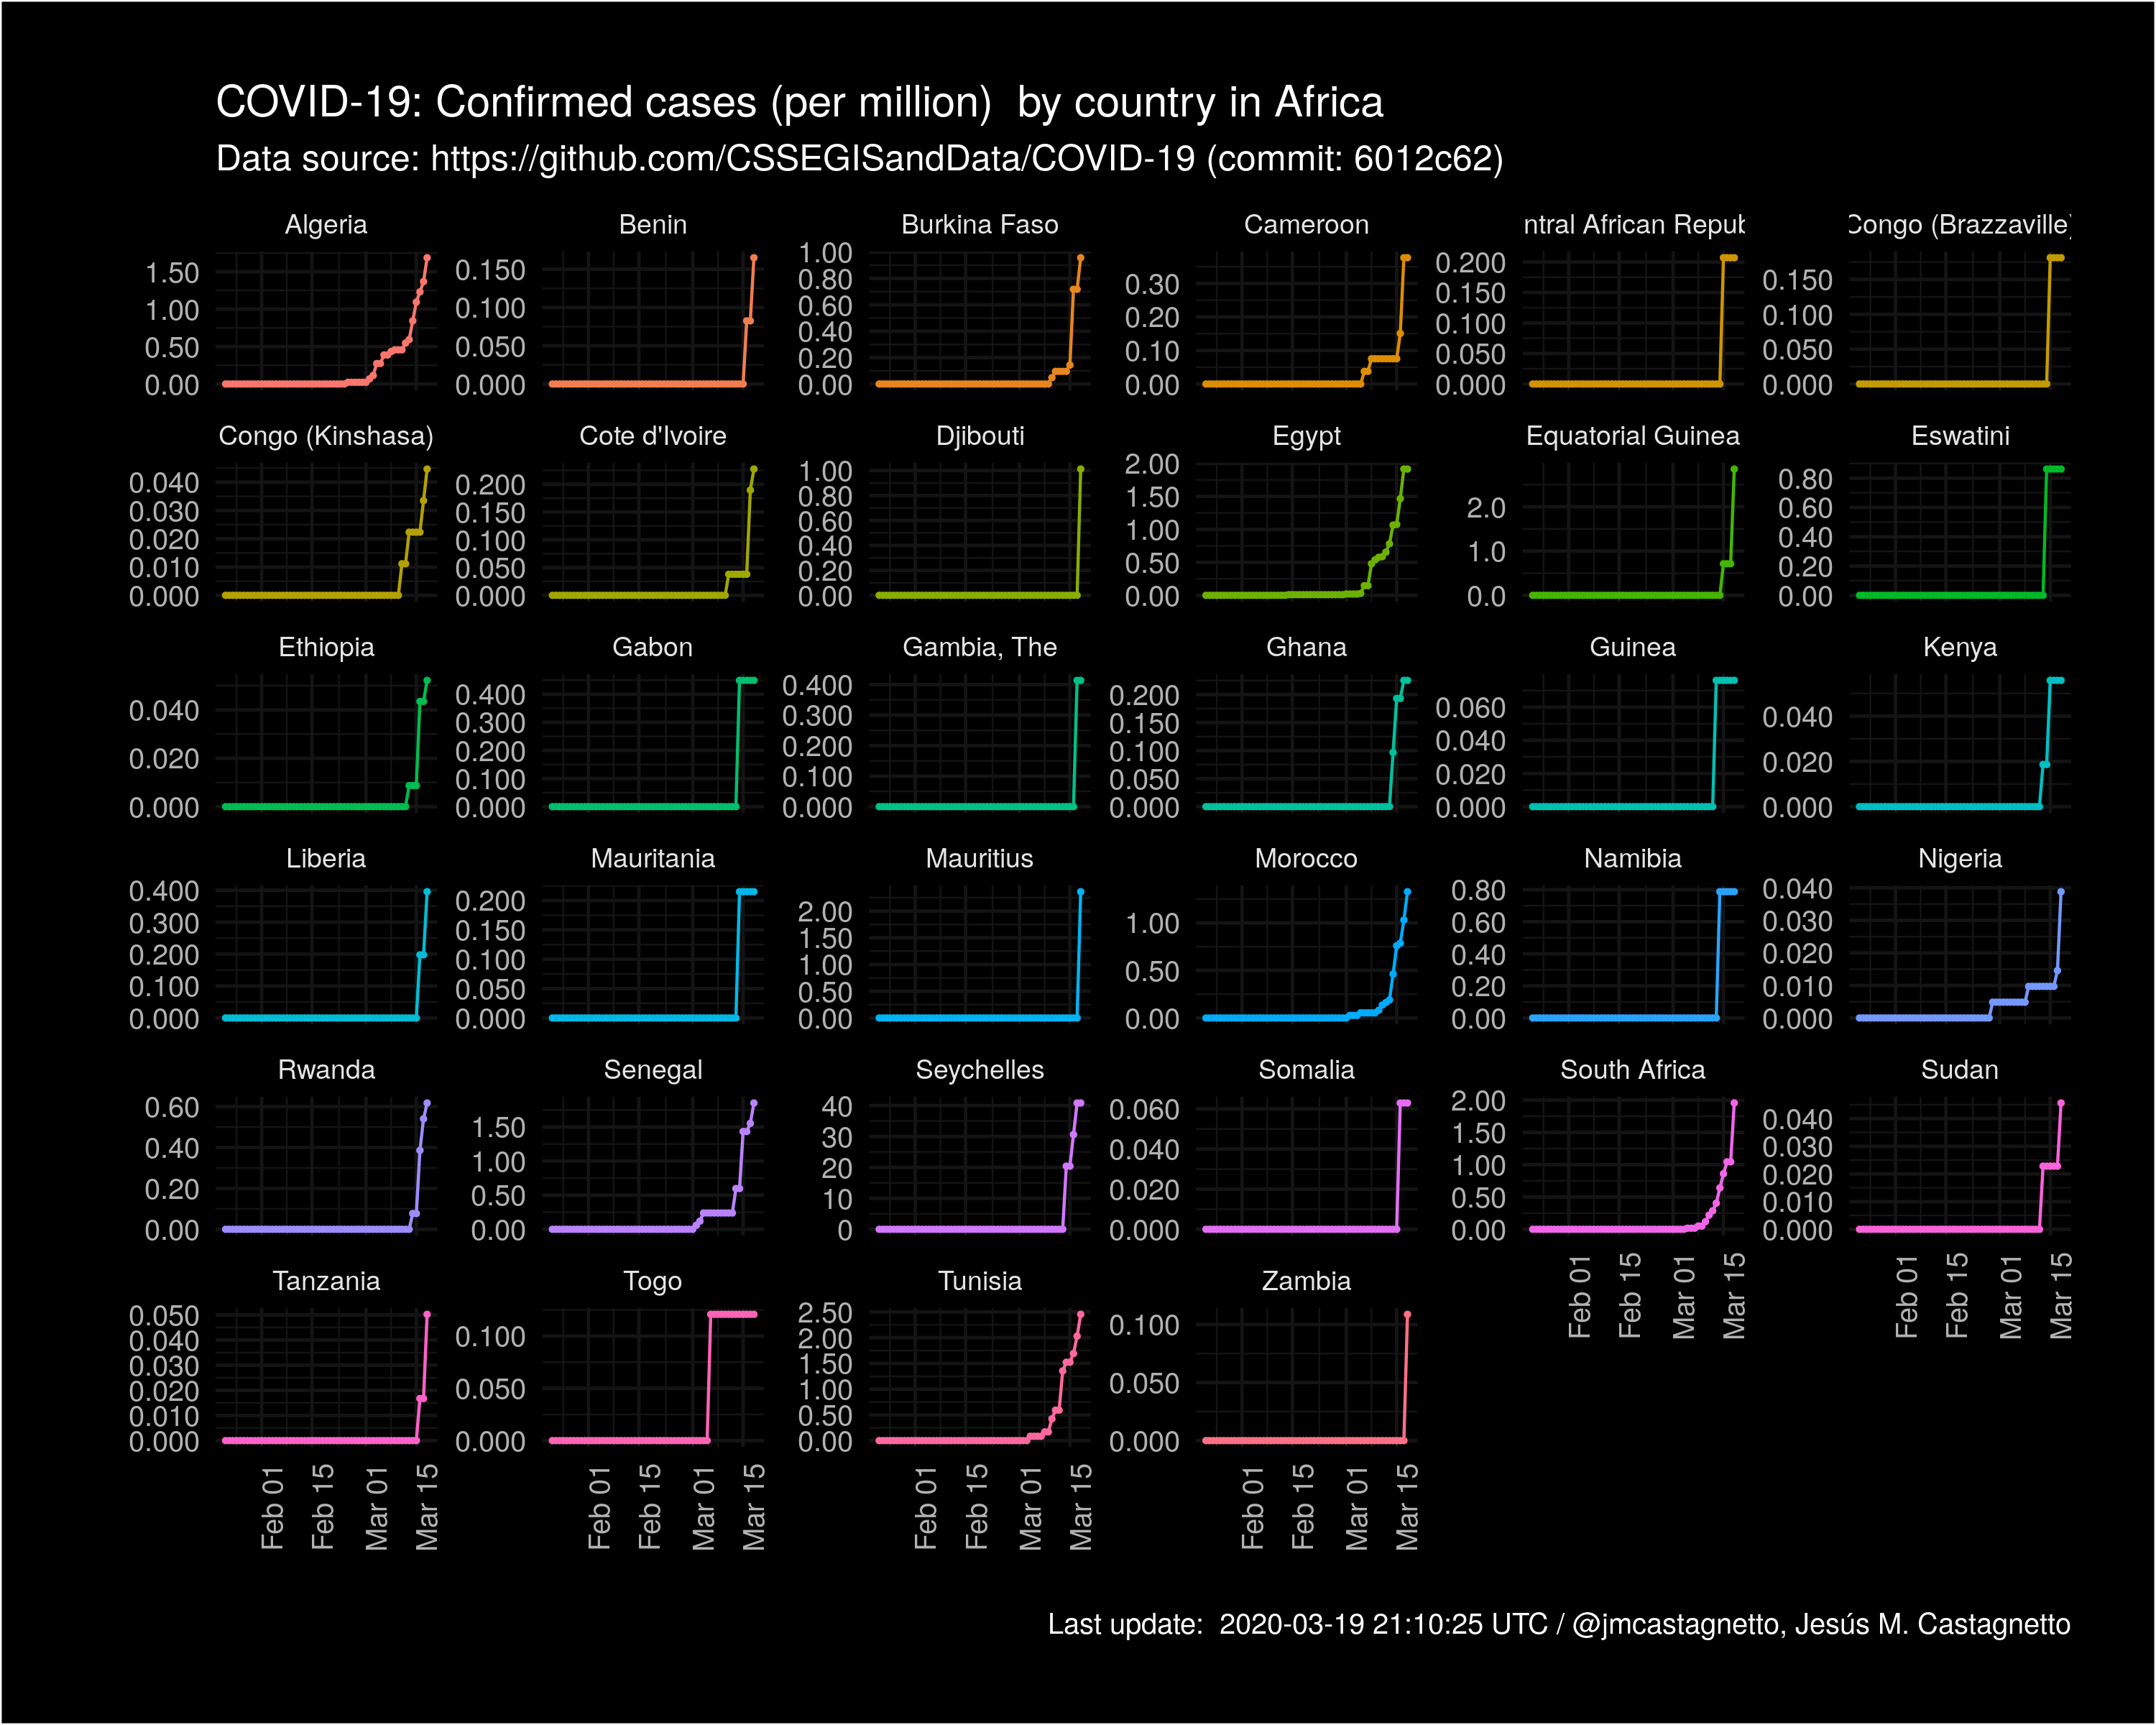 COVID-19: Confirmed cases (per million)  by country in Africa
Data source: https://github.com/CSSEGISandData/COVID-19 (commit: 6012c62)
Algeria
1.50
1.00
0.50
0.00
Benin
0.150
0.100
0.050
0.000
Burkina Faso
1.00
0.80
0.60
0.40
0.20
0.00
Cameroon
0.30
0.20
0.10
0.00
ntral African Repub
0.200
0.150
0.100
0.050
0.000
Congo (Brazzaville)
0.150
0.100
0.050
0.000
Congo (Kinshasa)
0.040
0.030
0.020
0.010
0.000
Cote d'Ivoire
0.200
0.150
0.100
0.050
0.000
Djibouti
1.00
0.80
0.60
0.40
0.20
0.00
Egypt
2.00
1.50
1.00
0.50
0.00
Equatorial Guinea
2.0
1.0
0.0
Eswatini
0.80
0.60
0.40
0.20
0.00
Ethiopia
0.040
0.020
0.000
Gabon
0.400
0.300
0.200
0.100
0.000
Gambia, The
0.400
0.300
0.200
0.100
0.000
Ghana
0.200
0.150
0.100
0.050
0.000
Guinea
0.060
0.040
0.020
0.000
Kenya
0.040
0.020
0.000
Liberia
0.400
0.300
0.200
0.100
0.000
Mauritania
0.200
0.150
0.100
0.050
0.000
Mauritius
2.00
1.50
1.00
0.50
0.00
Morocco
1.00
0.50
0.00
Namibia
0.80
0.60
0.40
0.20
0.00
Nigeria
0.040
0.030
0.020
0.010
0.000
Rwanda
0.60
0.40
0.20
0.00
Senegal
1.50
1.00
0.50
0.00
Seychelles
40
30
20
10
0
Somalia
0.060
0.040
0.020
0.000
South Africa
2.00
1.50
1.00
0.50
0.00
Feb 01
Feb 15
Mar 01
Mar 15
Sudan
0.040
0.030
0.020
0.010
0.000
Feb 01
Feb 15
Mar 01
Mar 15
Tanzania
0.050
0.040
0.030
0.020
0.010
0.000
Feb 01
Feb 15
Mar 01
Mar 15
Togo
0.100
0.050
0.000
Feb 01
Feb 15
Mar 01
Mar 15
Tunisia
2.50
2.00
1.50
1.00
0.50
0.00
Feb 01
Feb 15
Mar 01
Mar 15
Zambia
0.100
0.050
0.000
Feb 01
Feb 15
Mar 01
Mar 15
Last update:  2020-03-19 21:10:25 UTC / @jmcastagnetto, Jesús M. Castagnetto